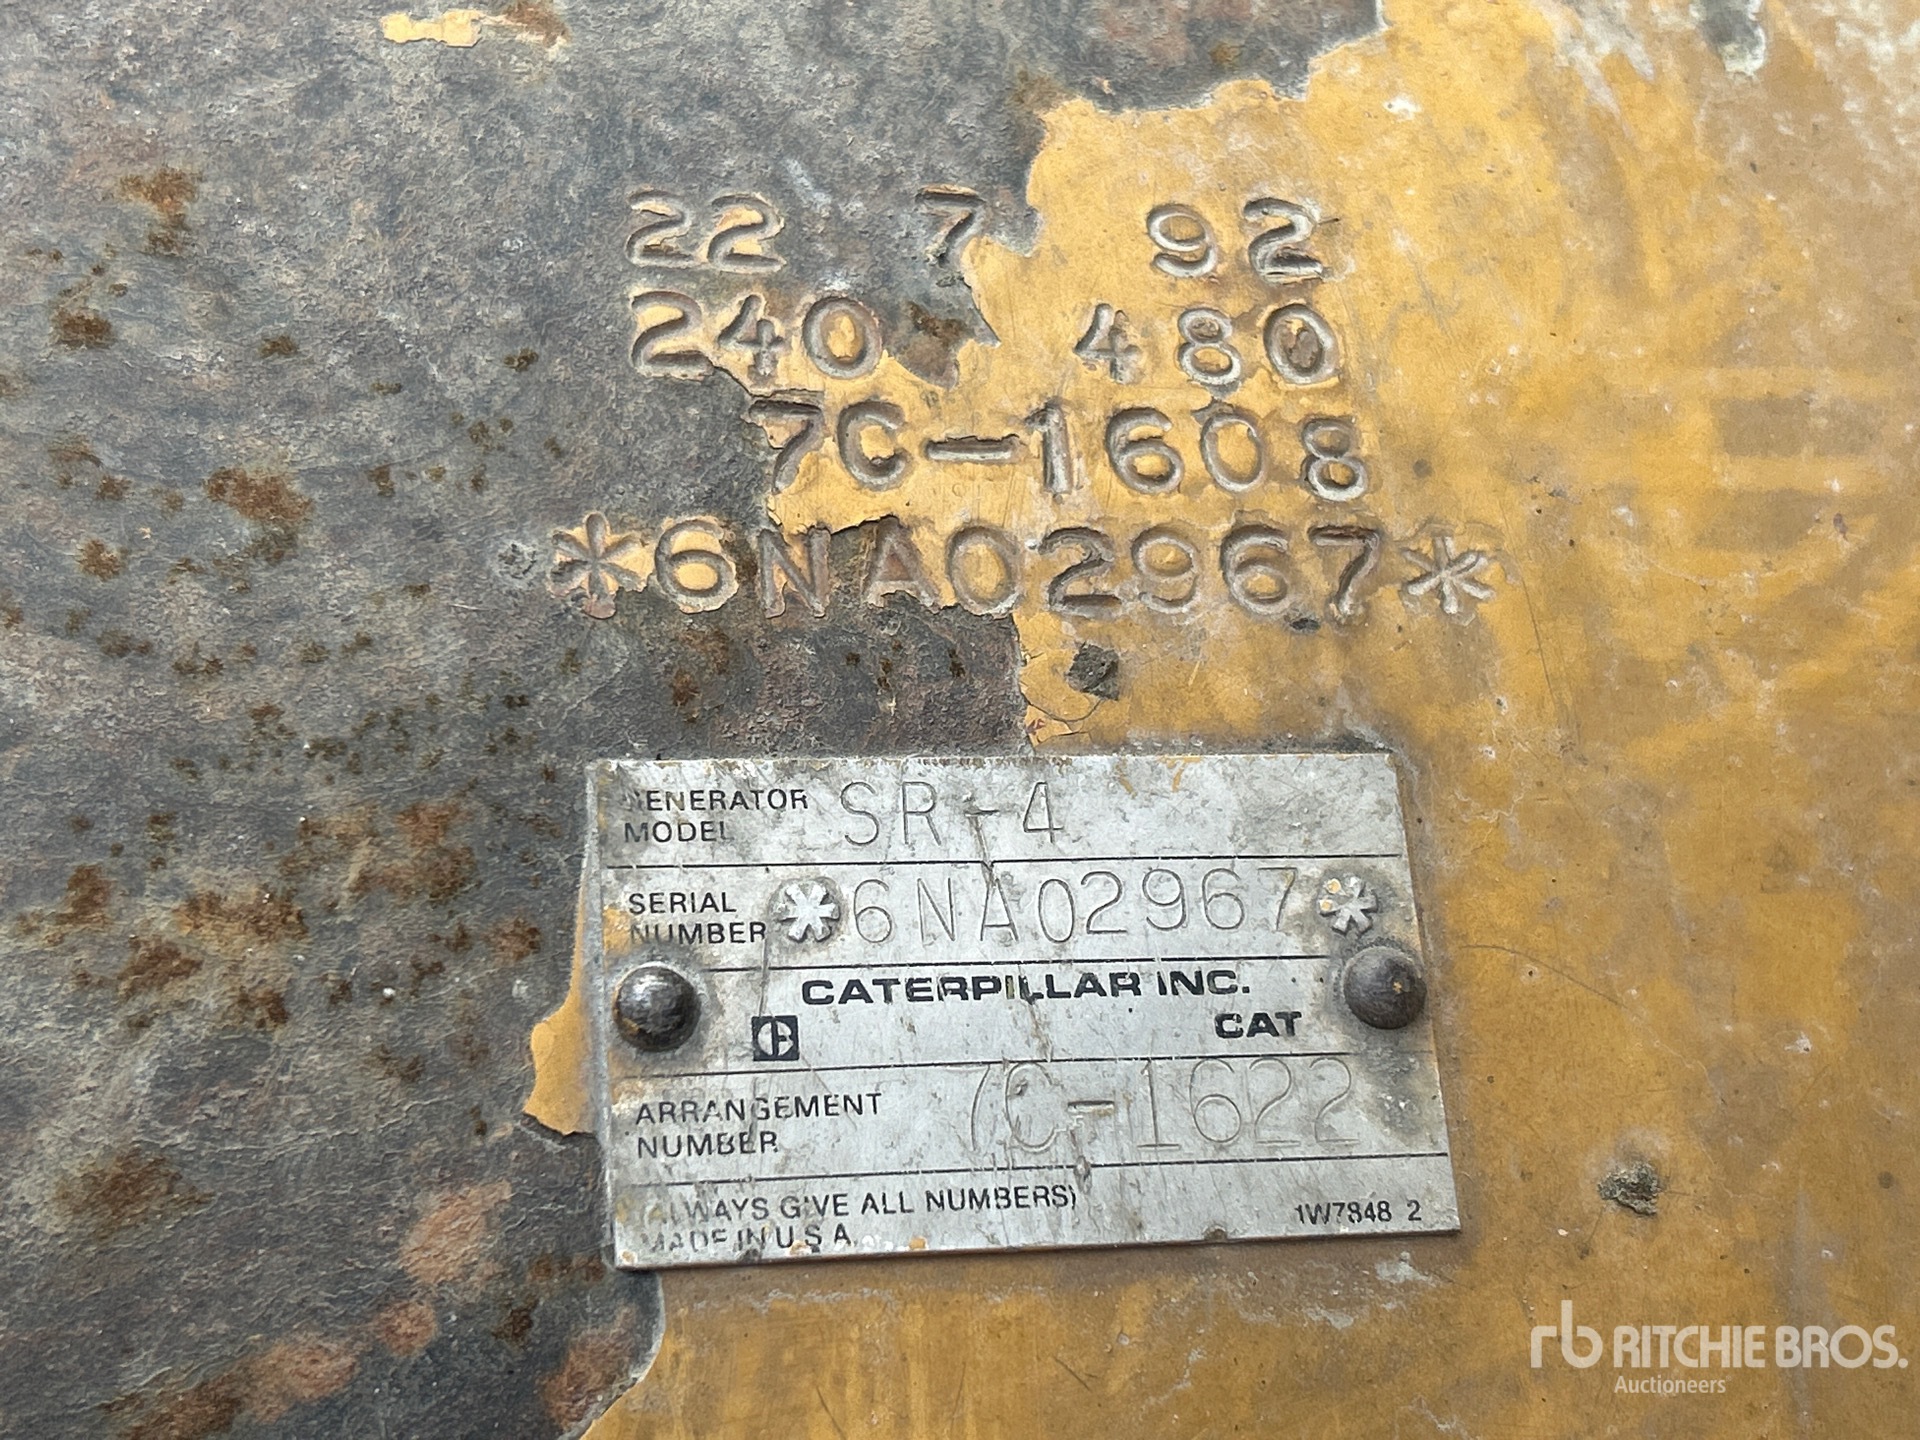 22 7 92
240 480
7C-1608
*6NA02967*
GENERATOR MODEL SR-4
SERIAL NUMBER *6NA02967*
CATERPILLAR INC.
CAT
ARRANGEMENT NUMBER 7C-1622
(ALWAYS GIVE ALL NUMBERS)
MADE IN U.S.A. 1W7848 2
rb RITCHIE BROS.
Auctioneers